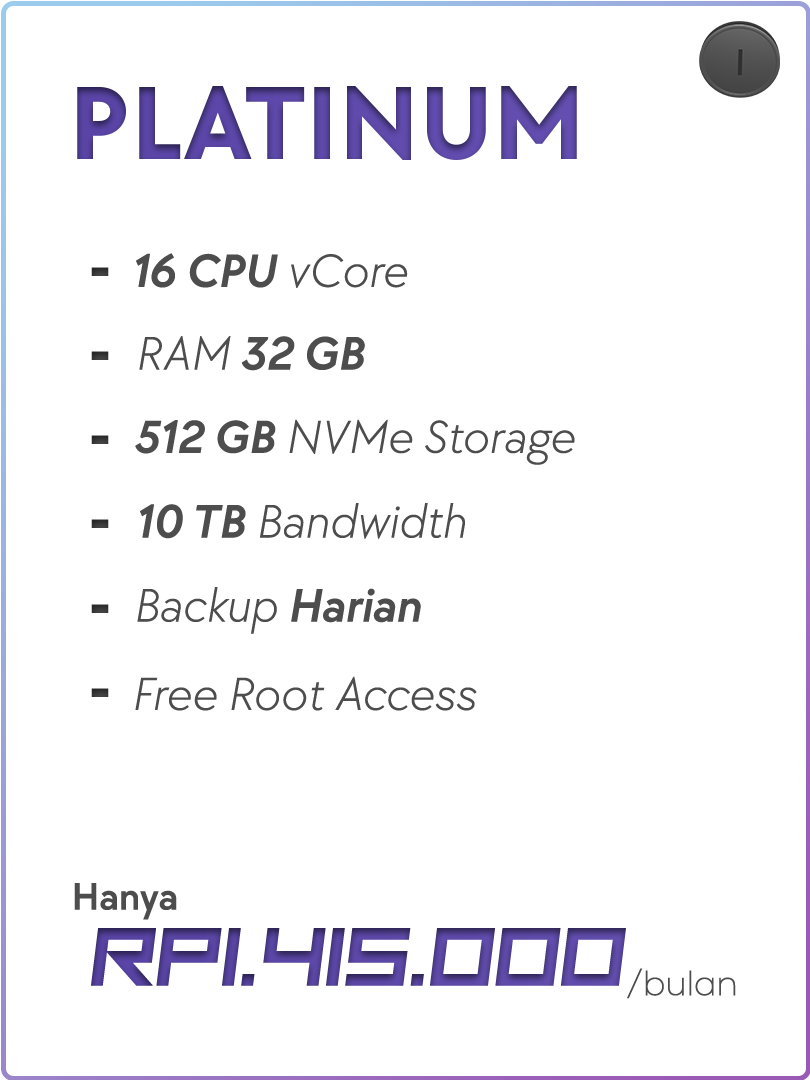 PLATINUM
- 16 CPU vCore
- RAM 32 GB
- 512 GB NVMe Storage
- 10 TB Bandwidth
- Backup Harian
- Free Root Access
Hanya
RP1.415.000/bulan